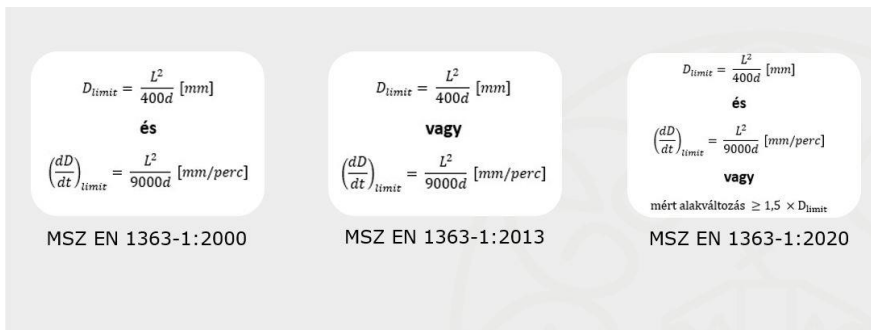 D_limit = L²/400d [mm]
és
(dD/dt)_limit = L²/9000d [mm/perc]
MSZ EN 1363-1:2000
D_limit = L²/400d [mm]
vagy
(dD/dt)_limit = L²/9000d [mm/perc]
MSZ EN 1363-1:2013
D_limit = L²/400d [mm]
és
(dD/dt)_limit = L²/9000d [mm/perc]
vagy
mért alakváltozás ≥ 1,5 × D_limit
MSZ EN 1363-1:2020